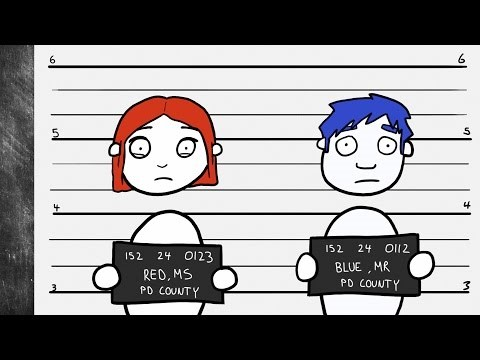 6 6
5 5
4 4
152 24 0123
RED, MS
PD COUNTY
152 24 0112
BLUE, MR
PD COUNTY
3 3